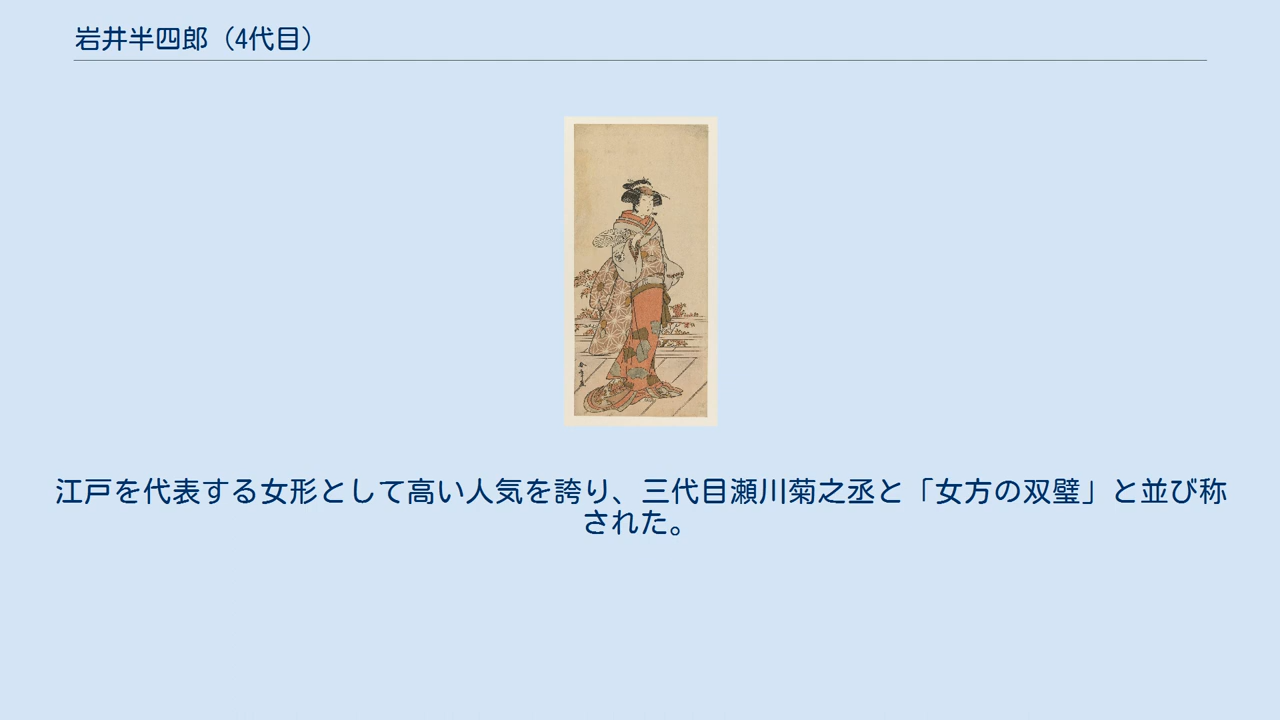 岩井半四郎（4代目）
江戸を代表する女形として高い人気を誇り、三代目瀬川菊之丞と「女方の双璧」と並び称
された。